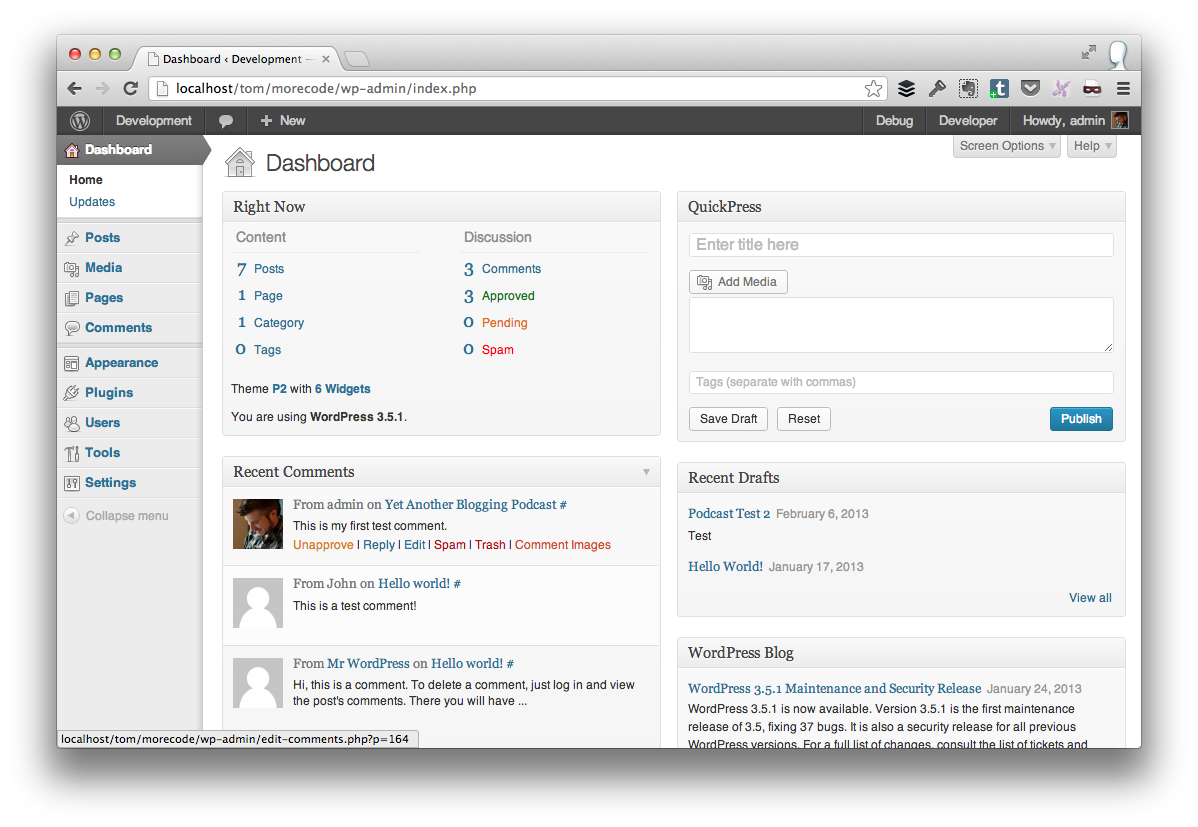 Dashboard ‹ Development —
localhost/tom/morecode/wp-admin/index.php
Development
New
Debug
Developer
Howdy, admin
Dashboard
Home
Updates
Posts
Media
Pages
Comments
Appearance
Plugins
Users
Tools
Settings
Collapse menu
Screen Options
Help
Dashboard
Right Now
Content
Discussion
7 Posts
3 Comments
1 Page
3 Approved
1 Category
0 Pending
0 Tags
0 Spam
Theme P2 with 6 Widgets
You are using WordPress 3.5.1.
Recent Comments
From admin on Yet Another Blogging Podcast #
This is my first test comment.
Unapprove | Reply | Edit | Spam | Trash | Comment Images
From John on Hello world! #
This is a test comment!
From Mr WordPress on Hello world! #
Hi, this is a comment. To delete a comment, just log in and view
the post's comments. There you will have ...
QuickPress
Enter title here
Add Media
Tags (separate with commas)
Save Draft
Reset
Publish
Recent Drafts
Podcast Test 2 February 6, 2013
Test
Hello World! January 17, 2013
View all
WordPress Blog
WordPress 3.5.1 Maintenance and Security Release January 24, 2013
WordPress 3.5.1 is now available. Version 3.5.1 is the first maintenance
release of 3.5, fixing 37 bugs. It is also a security release for all previous
WordPress versions. For a full list of changes, consult the list of tickets and
localhost/tom/morecode/wp-admin/edit-comments.php?p=164